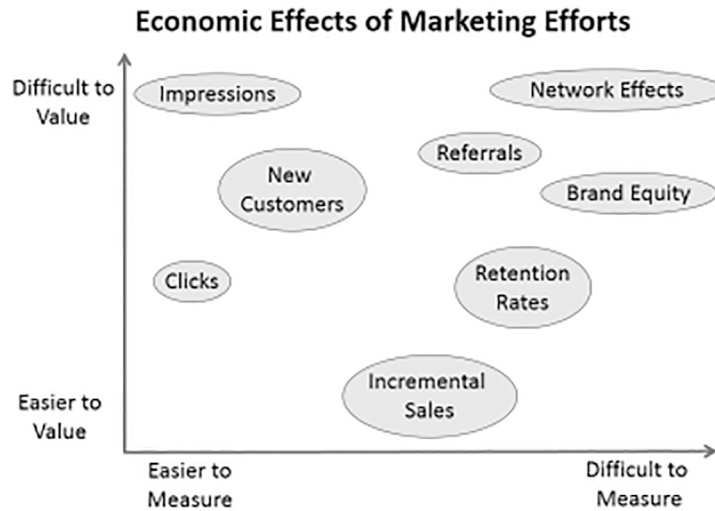 Economic Effects of Marketing Efforts
Difficult to
Value
Impressions
Network Effects
Referrals
New
Customers
Brand Equity
Clicks
Retention
Rates
Incremental
Sales
Easier to
Value
Easier to
Measure
Difficult to
Measure